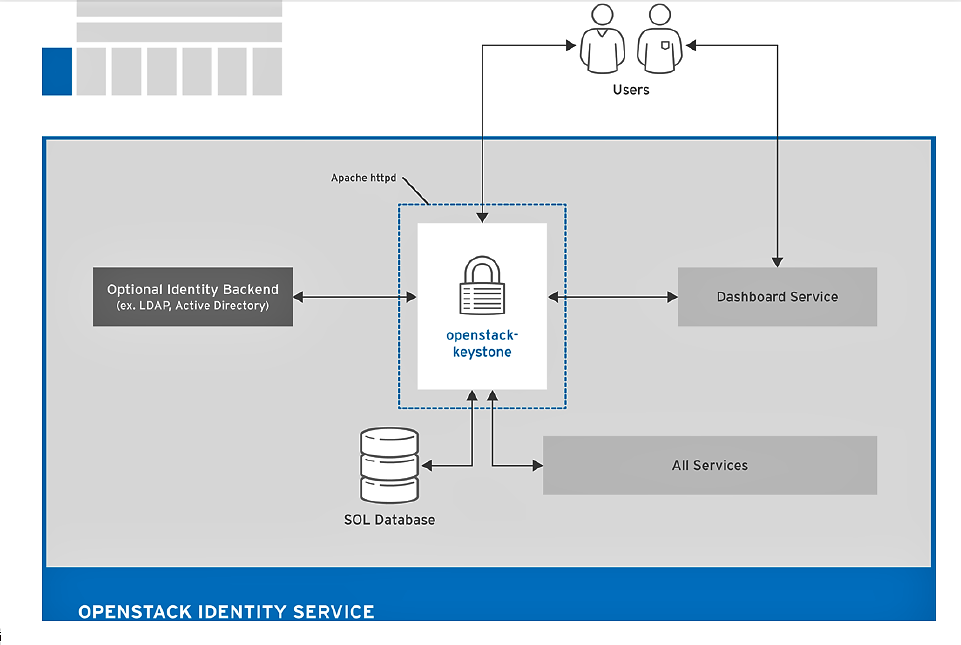 Users
Apache httpd
Optional Identity Backend
(ex. LDAP, Active Directory)
openstack-
keystone
Dashboard Service
All Services
SOL Database
OPENSTACK IDENTITY SERVICE